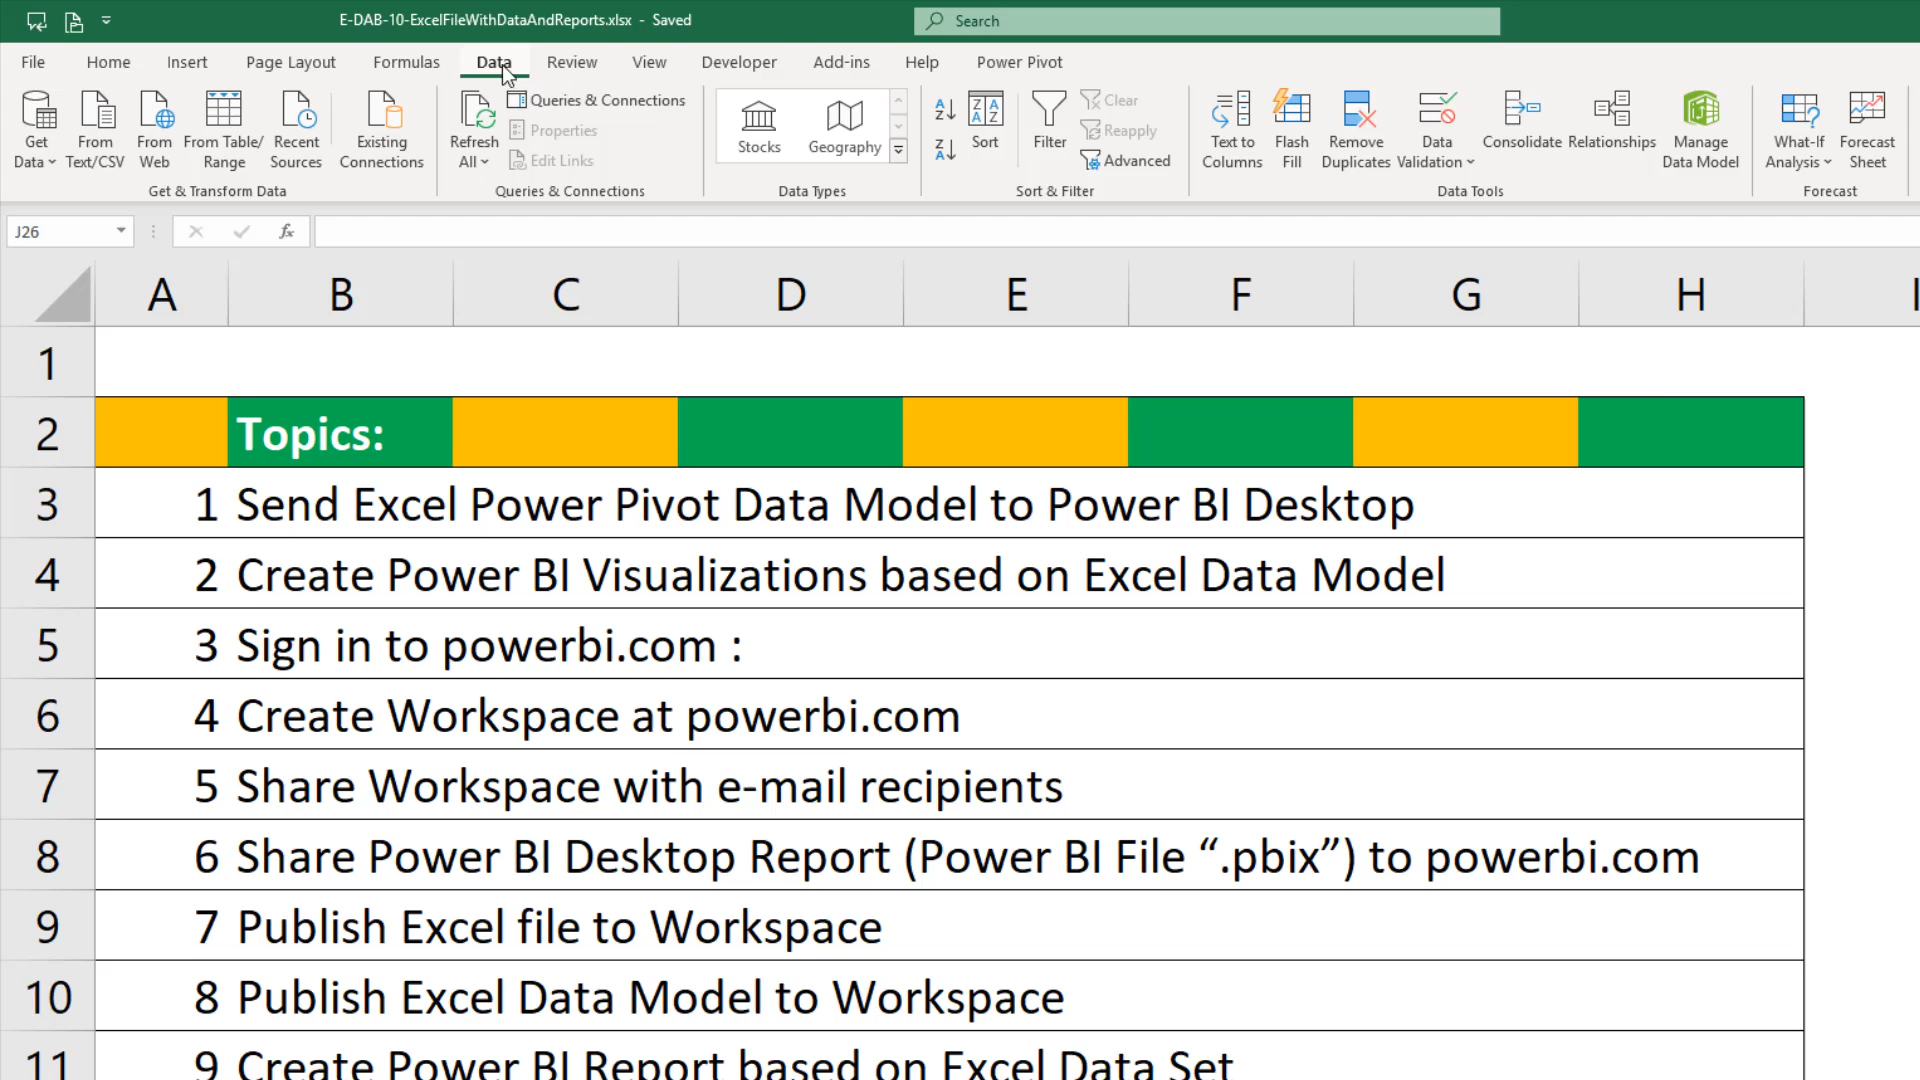 E-DAB-10-ExcelFileWithDataAndReports.xlsx - Saved
Search
File Home Insert Page Layout Formulas Data Review View Developer Add-ins Help Power Pivot
Get Data
From Text/CSV
From Web
From Table/ Range
Recent Sources
Existing Connections
Get & Transform Data
Refresh All
Queries & Connections
Properties
Edit Links
Queries & Connections
Stocks
Geography
Data Types
Sort
Filter
Clear
Reapply
Advanced
Sort & Filter
Text to Columns
Flash Fill
Remove Duplicates
Data Validation
Consolidate
Relationships
Manage Data Model
Data Tools
What-If Analysis
Forecast Sheet
Forecast
J26
fx
A B C D E F G H I
1
2 Topics:
3 1 Send Excel Power Pivot Data Model to Power BI Desktop
4 2 Create Power BI Visualizations based on Excel Data Model
5 3 Sign in to powerbi.com :
6 4 Create Workspace at powerbi.com
7 5 Share Workspace with e-mail recipients
8 6 Share Power BI Desktop Report (Power BI File “.pbix”) to powerbi.com
9 7 Publish Excel file to Workspace
10 8 Publish Excel Data Model to Workspace
11 9 Create Power BI Report based on Excel Data Set